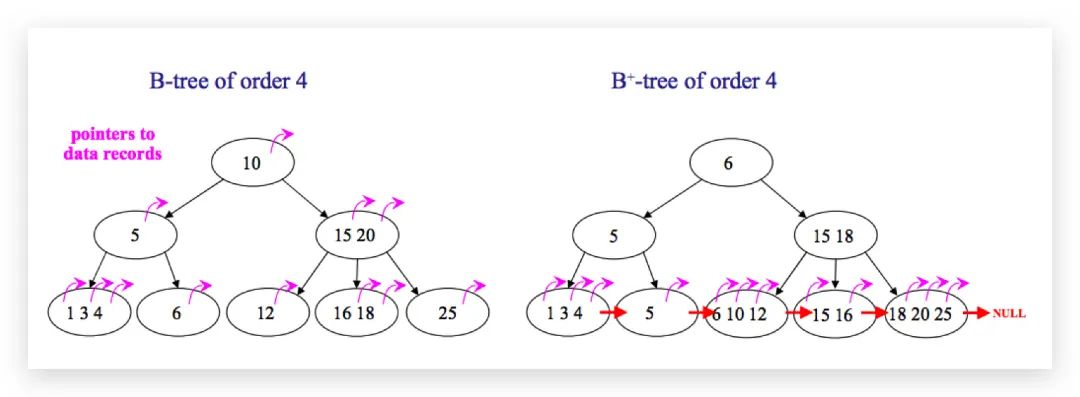 B-tree of order 4
pointers to
data records
10
5
15 20
1 3 4
6
12
16 18
25
B+-tree of order 4
6
5
15 18
1 3 4
5
6 10 12
15 16
18 20 25
NULL